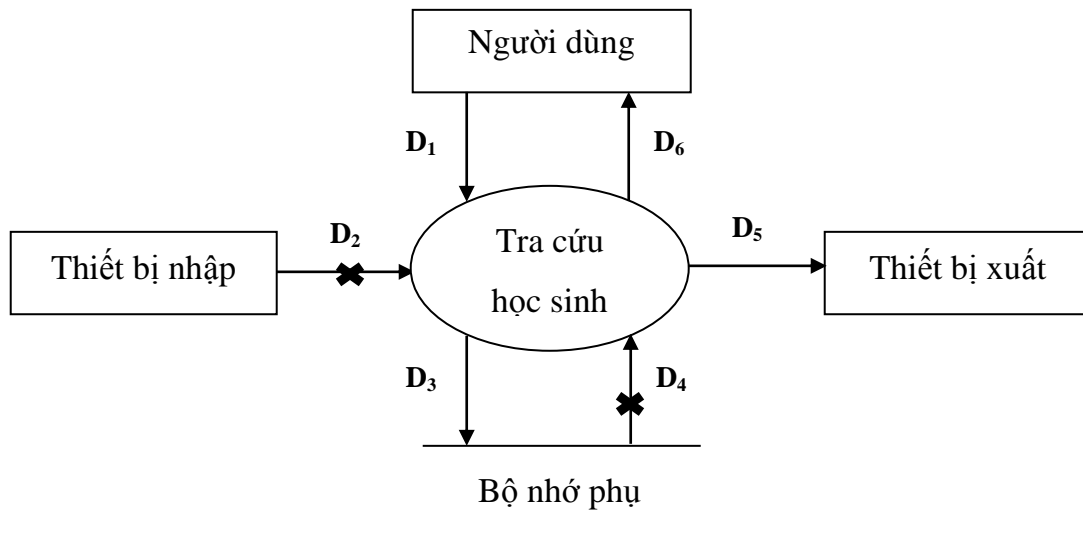 Người dùng
D₁
D₆
Thiết bị nhập
D₂
Tra cứu
học sinh
D₅
Thiết bị xuất
D₃
D₄
Bộ nhớ phụ